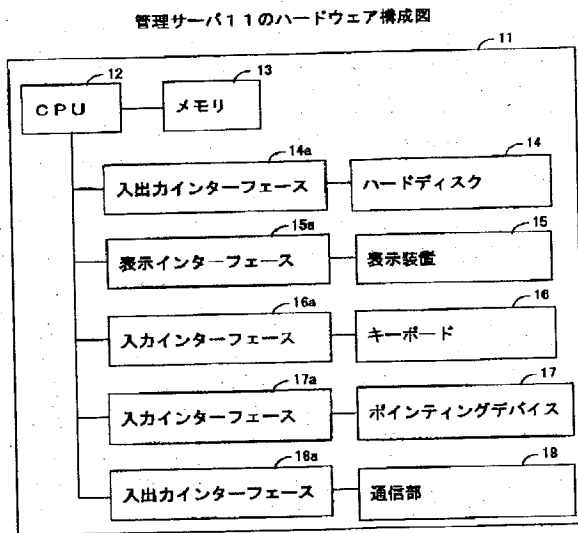 管理サーバ１１のハードウェア構成図
11
12
13
ＣＰＵ
メモリ
14a
14
入出力インターフェース
ハードディスク
15a
15
表示インターフェース
表示装置
16a
16
入力インターフェース
キーボード
17a
17
入力インターフェース
ポインティングデバイス
18a
18
入出力インターフェース
通信部